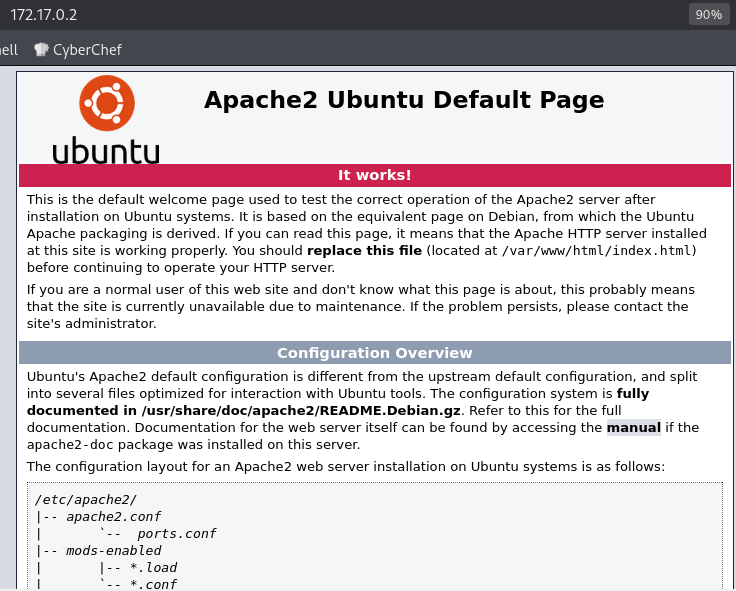 172.17.0.2
90%
ell CyberChef
ubuntu
Apache2 Ubuntu Default Page
It works!
This is the default welcome page used to test the correct operation of the Apache2 server after
installation on Ubuntu systems. It is based on the equivalent page on Debian, from which the Ubuntu
Apache packaging is derived. If you can read this page, it means that the Apache HTTP server installed
at this site is working properly. You should replace this file (located at /var/www/html/index.html)
before continuing to operate your HTTP server.
If you are a normal user of this web site and don't know what this page is about, this probably means
that the site is currently unavailable due to maintenance. If the problem persists, please contact the
site's administrator.
Configuration Overview
Ubuntu's Apache2 default configuration is different from the upstream default configuration, and split
into several files optimized for interaction with Ubuntu tools. The configuration system is fully
documented in /usr/share/doc/apache2/README.Debian.gz. Refer to this for the full
documentation. Documentation for the web server itself can be found by accessing the manual if the
apache2-doc package was installed on this server.
The configuration layout for an Apache2 web server installation on Ubuntu systems is as follows:
/etc/apache2/
|-- apache2.conf
|       `--  ports.conf
|-- mods-enabled
|       |-- *.load
|       `-- *.conf